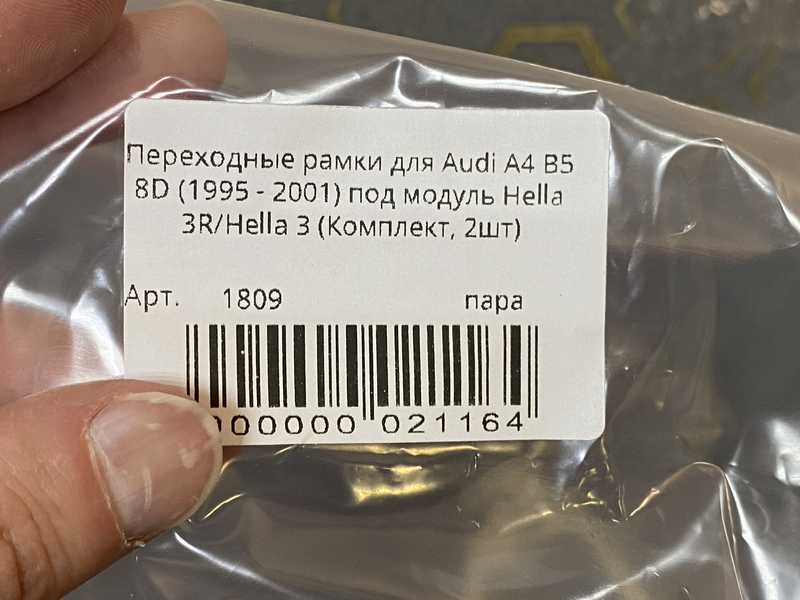 Переходные рамки для Audi A4 B5
8D (1995 - 2001) под модуль Hella
3R/Hella 3 (Комплект, 2шт)
Арт. 1809 пара
000000 021164